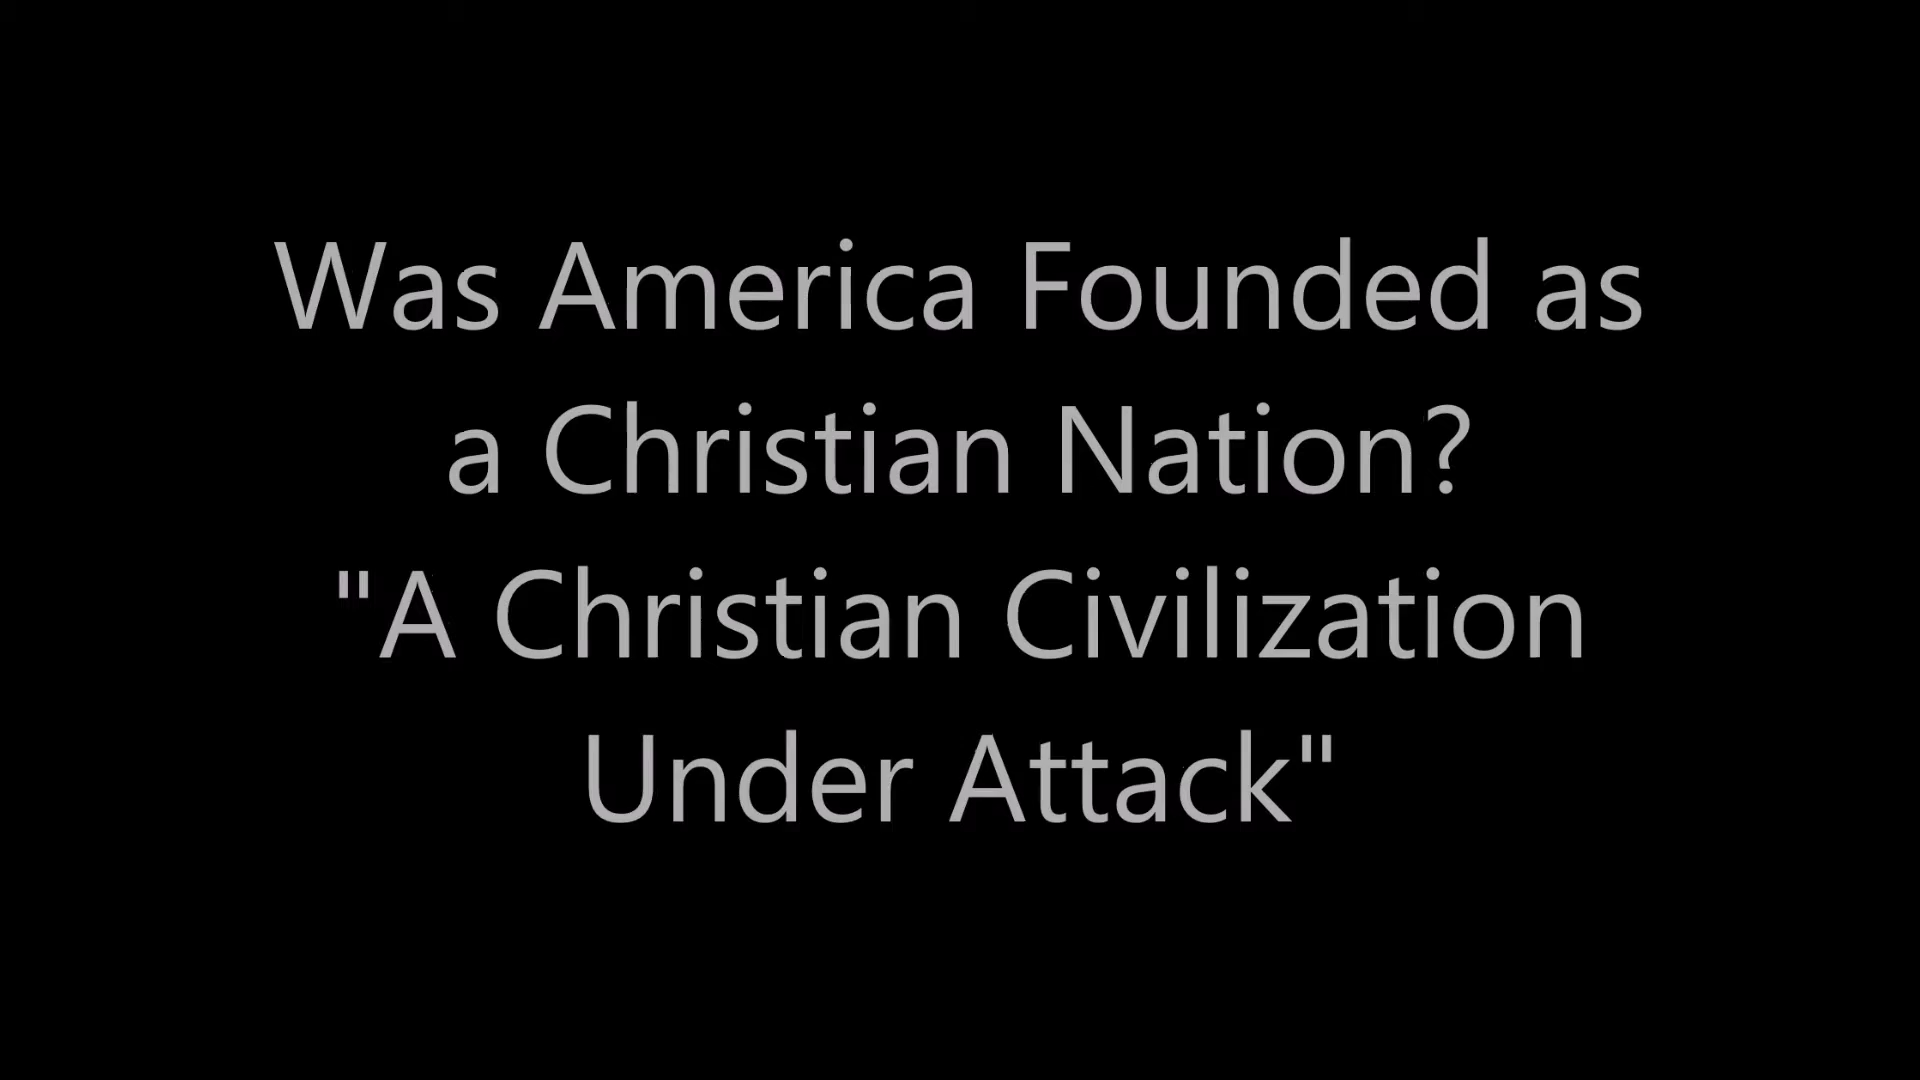 Was America Founded as
a Christian Nation?
"A Christian Civilization
Under Attack"